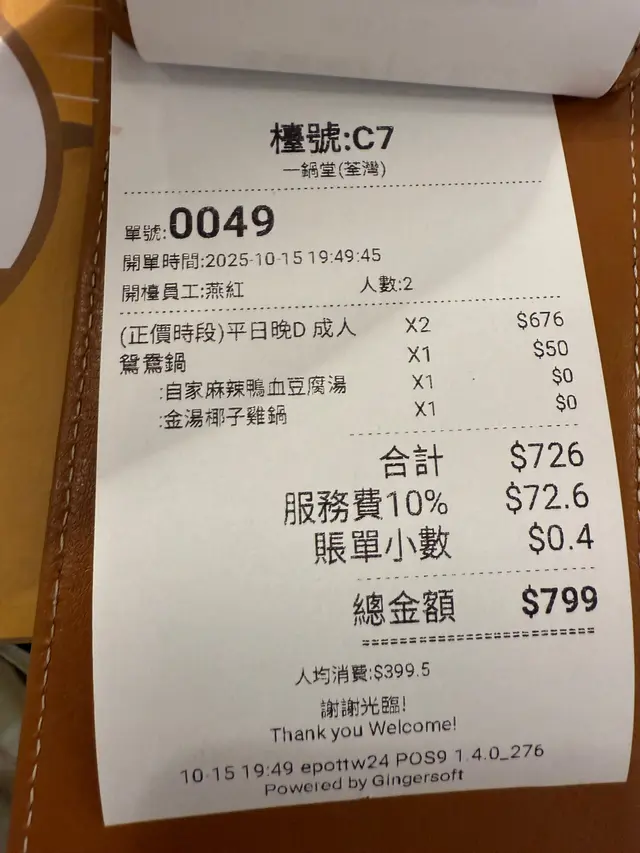 檯號:C7
一鍋堂(荃灣)
單號:0049
開單時間:2025-10-15 19:49:45
開檯員工:燕紅 人數:2
(正價時段)平日晚D 成人 X2 $676
鴛鴦鍋 X1 $50
:自家麻辣鴨血豆腐湯 X1 $0
:金湯椰子雞鍋 X1 $0
合計 $726
服務費10% $72.6
賬單小數 $0.4
總金額 $799
人均消費:$399.5
謝謝光臨!
Thank you Welcome!
10-15 19:49 epottw24 POS9 1.4.0_276
Powered by Gingersoft